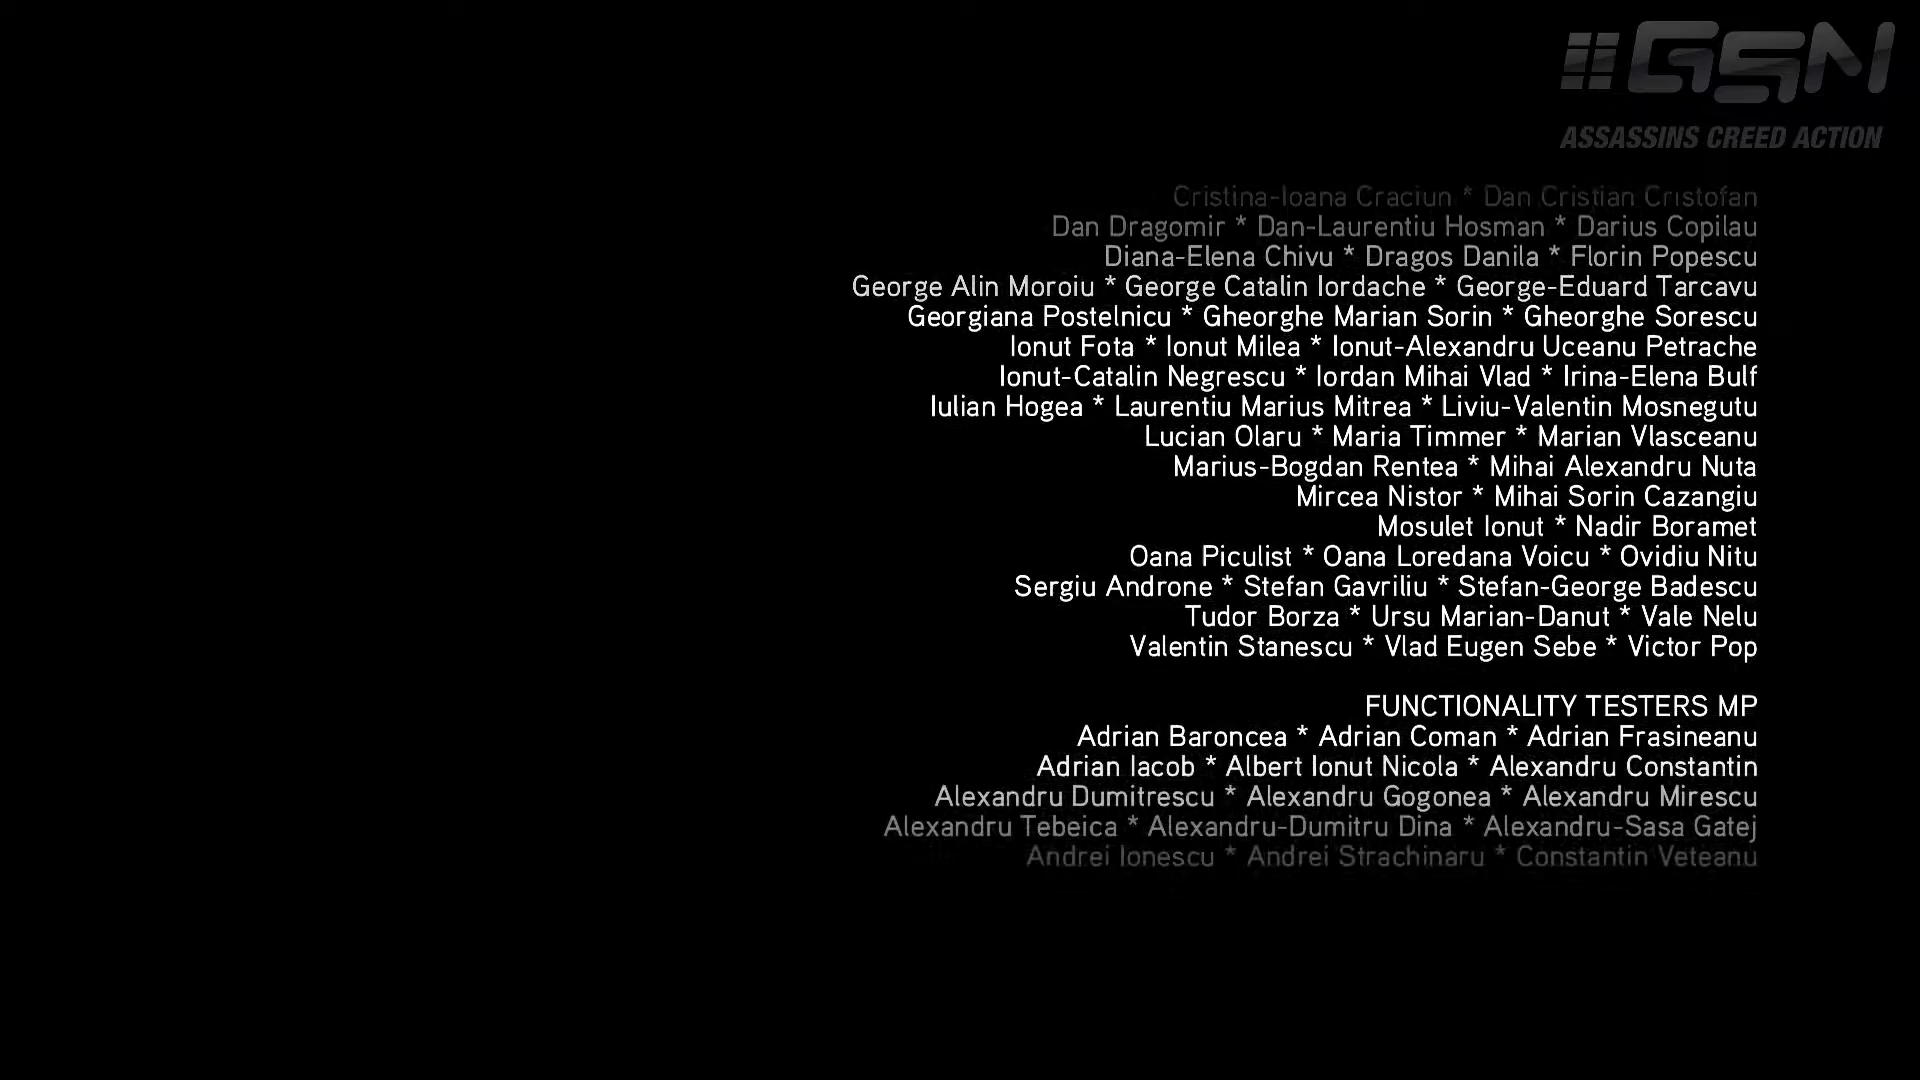 GSN
ASSASSINS CREED ACTION
Cristina-Ioana Craciun * Dan Cristian Cristofan
Dan Dragomir * Dan-Laurentiu Hosman * Darius Copilau
Diana-Elena Chivu * Dragos Danila * Florin Popescu
George Alin Moroiu * George Catalin Iordache * George-Eduard Tarcavu
Georgiana Postelnicu * Gheorghe Marian Sorin * Gheorghe Sorescu
Ionut Fota * Ionut Milea * Ionut-Alexandru Uceanu Petrache
Ionut-Catalin Negrescu * Iordan Mihai Vlad * Irina-Elena Bulf
Iulian Hogea * Laurentiu Marius Mitrea * Liviu-Valentin Mosnegutu
Lucian Olaru * Maria Timmer * Marian Vlasceanu
Marius-Bogdan Rentea * Mihai Alexandru Nuta
Mircea Nistor * Mihai Sorin Cazangiu
Mosulet Ionut * Nadir Boramet
Oana Piculist * Oana Loredana Voicu * Ovidiu Nitu
Sergiu Androne * Stefan Gavriliu * Stefan-George Badescu
Tudor Borza * Ursu Marian-Danut * Vale Nelu
Valentin Stanescu * Vlad Eugen Sebe * Victor Pop
FUNCTIONALITY TESTERS MP
Adrian Baroncea * Adrian Coman * Adrian Frasineanu
Adrian Iacob * Albert Ionut Nicola * Alexandru Constantin
Alexandru Dumitrescu * Alexandru Gogonea * Alexandru Mirescu
Alexandru Tebeica * Alexandru-Dumitru Dina * Alexandru-Sasa Gatej
Andrei Ionescu * Andrei Strachinaru * Constantin Veteanu